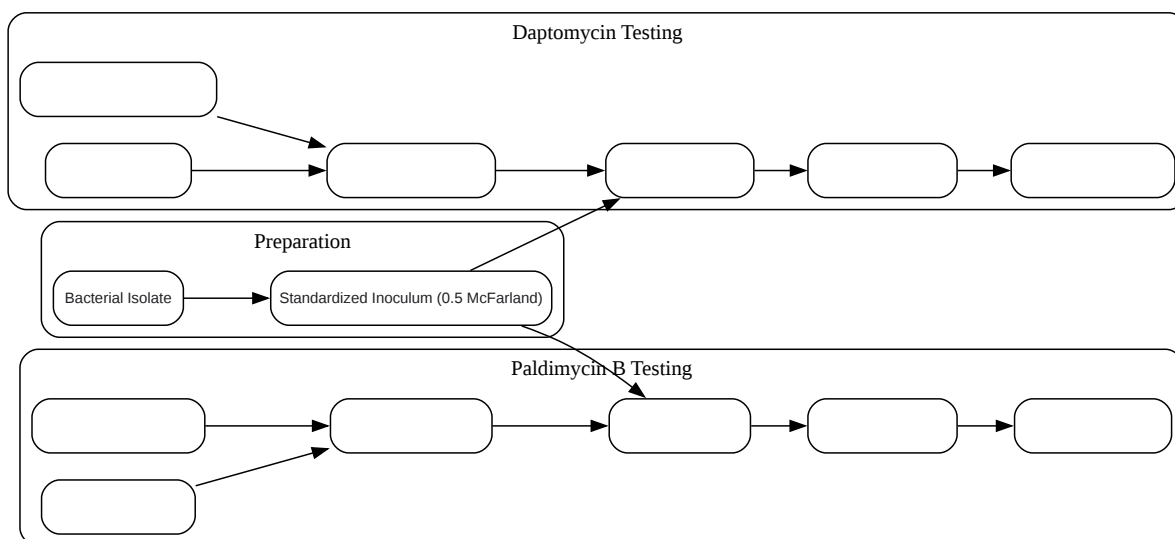 Daptomycin Testing
Preparation
Bacterial Isolate
Standardized Inoculum (0.5 McFarland)
Paldimycin B Testing